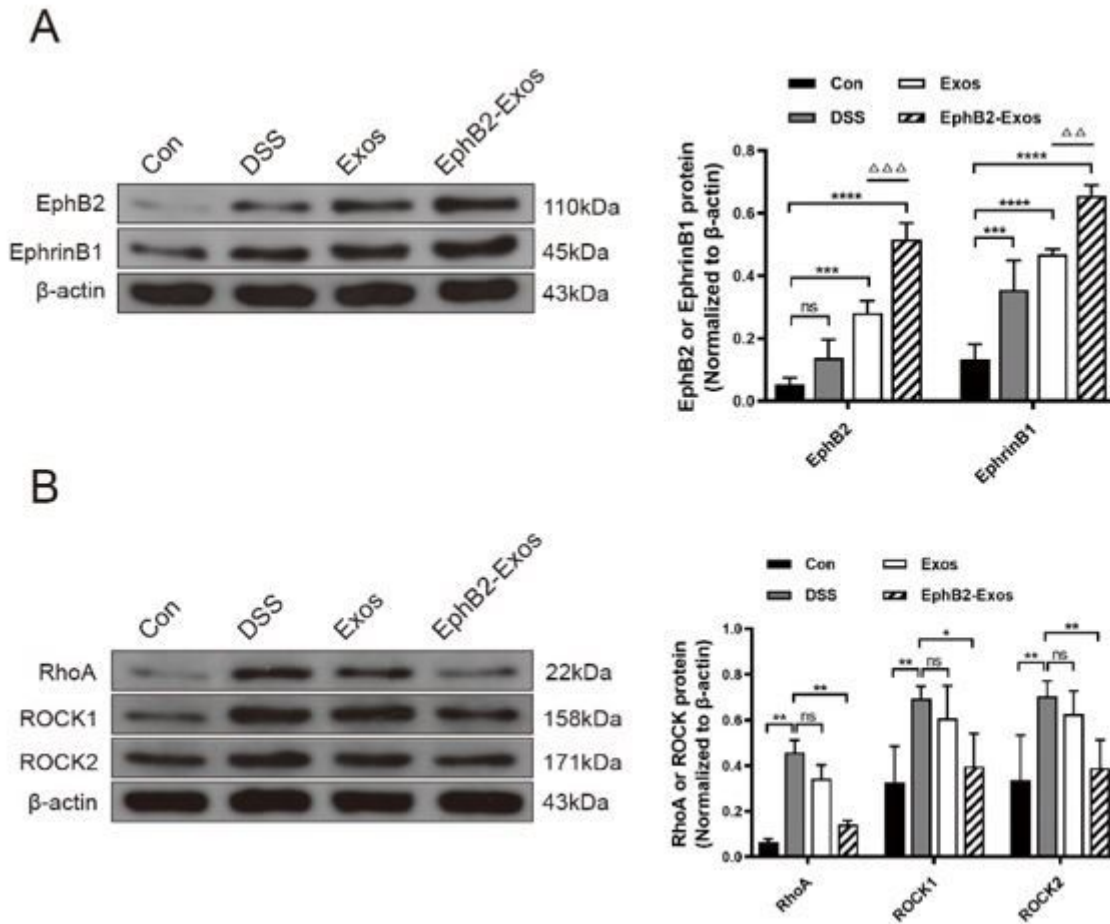 A
Con DSS Exos EphB2-Exos
EphB2 110kDa
EphrinB1 45kDa
β-actin 43kDa
Con Exos
DSS EphB2-Exos
EphB2 or EphrinB1 protein
(Normalized to β-actin)
0.8
0.6
0.4
0.2
0.0
ns *** **** △△△
*** **** **** △△
EphB2 EphrinB1
B
Con DSS Exos EphB2-Exos
RhoA 22kDa
ROCK1 158kDa
ROCK2 171kDa
β-actin 43kDa
Con Exos
DSS EphB2-Exos
RhoA or ROCK protein
(Normalized to β-actin)
1.0
0.8
0.6
0.4
0.2
0.0
** ns **
** ns *
** ns **
RhoA ROCK1 ROCK2